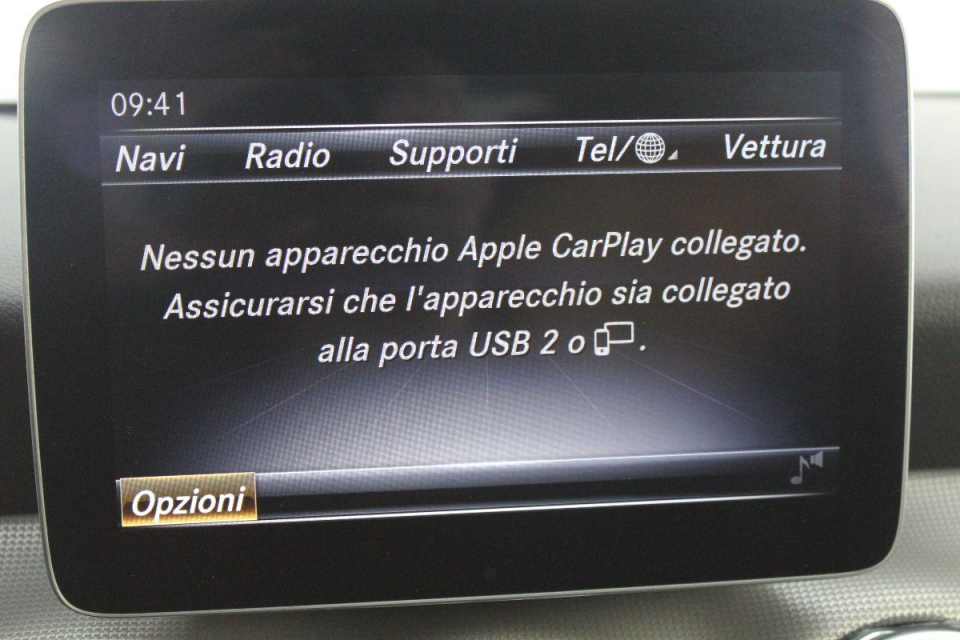 09:41
Navi Radio Supporti Tel/ Vettura
Nessun apparecchio Apple CarPlay collegato.
Assicurarsi che l'apparecchio sia collegato
alla porta USB 2 o .
Opzioni